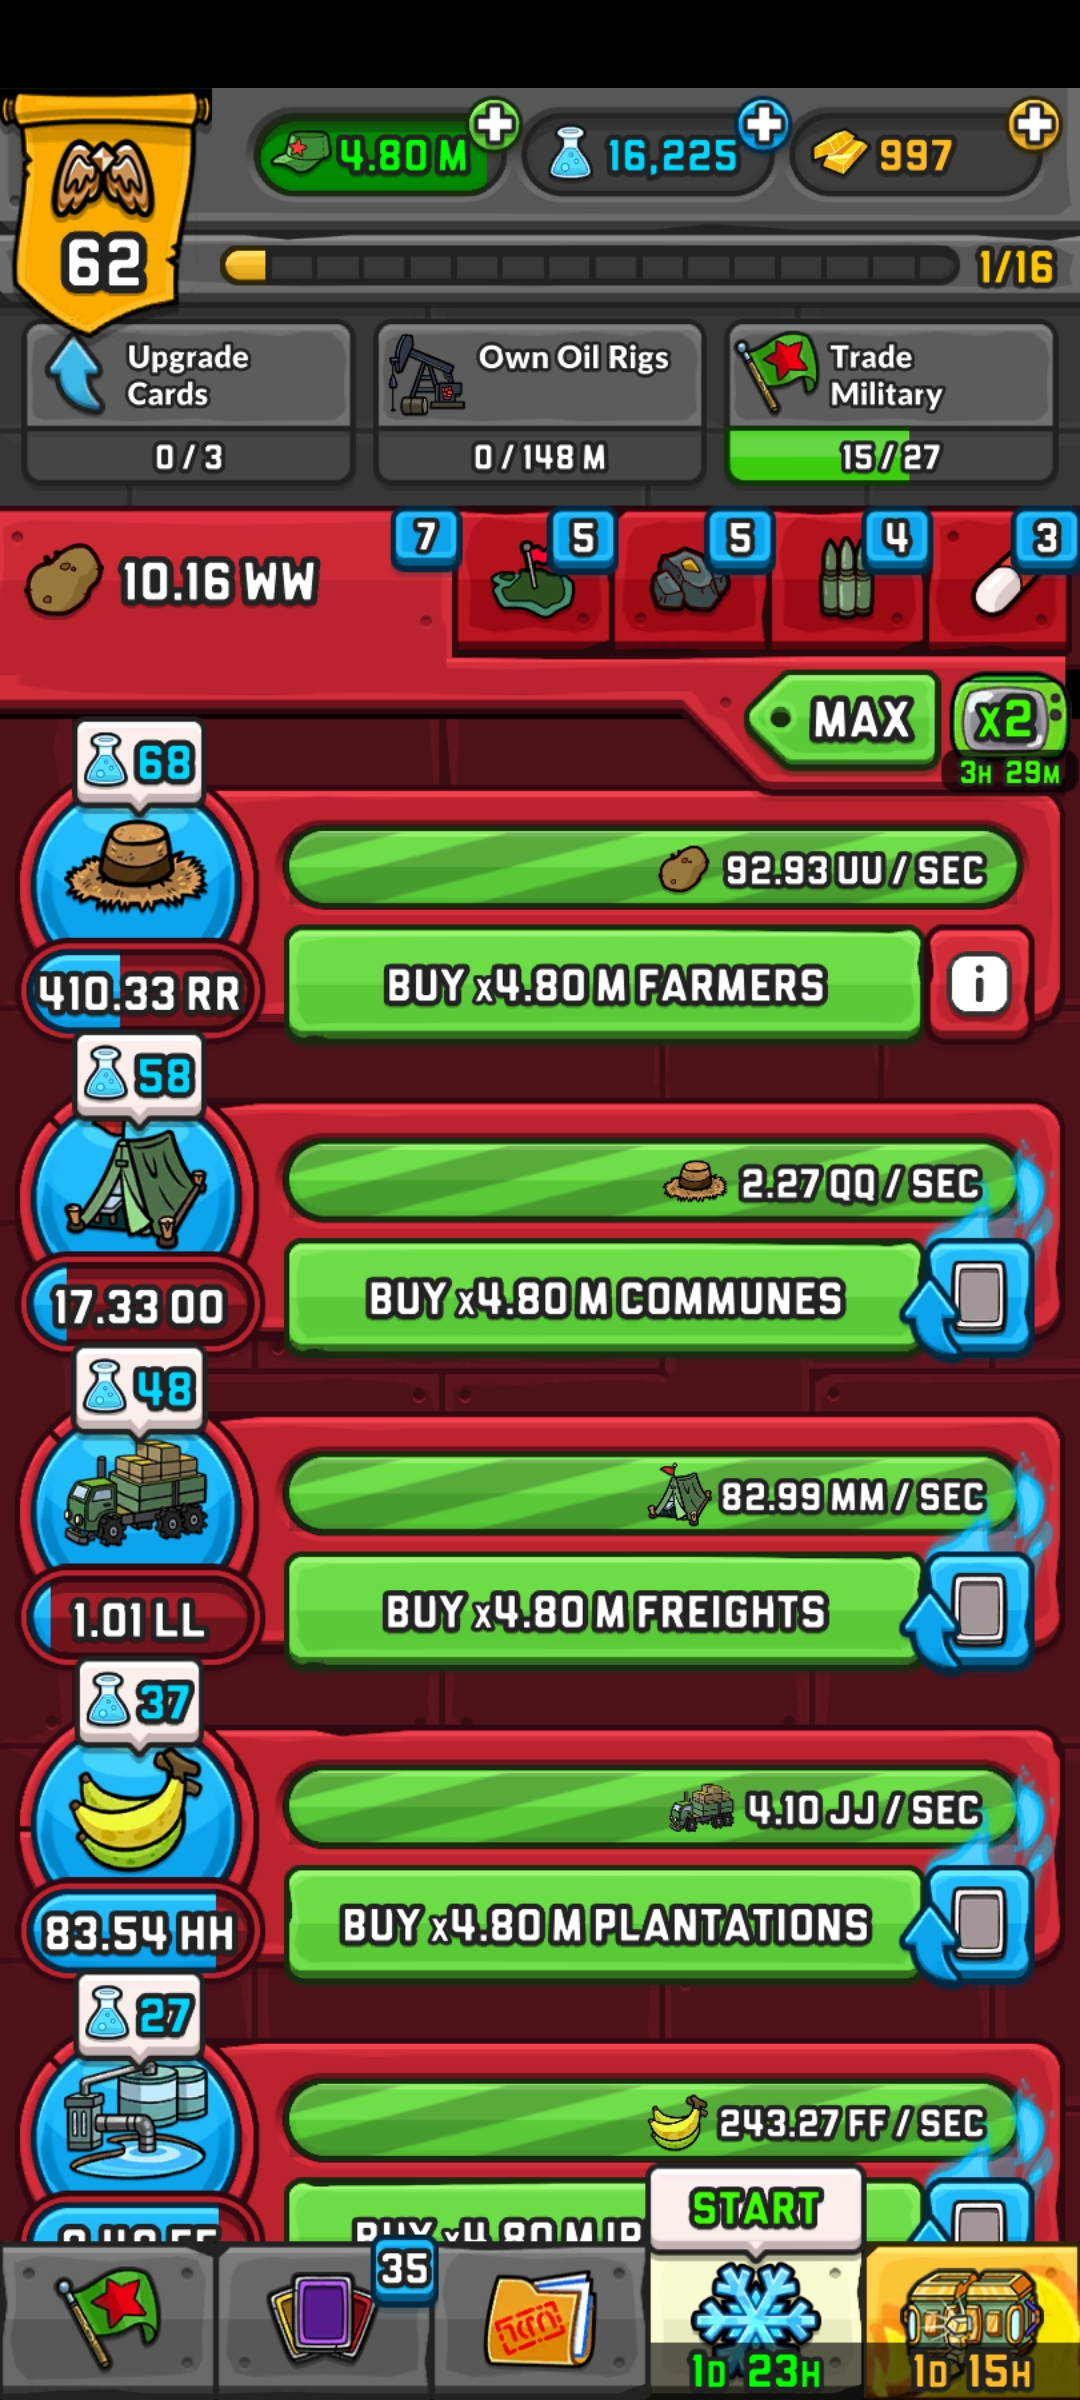 4.80 M
16,225
997
62
1/16
Upgrade
Cards
0 / 3
Own Oil Rigs
0 / 148 M
Trade
Military
15 / 27
10.16 WW
7
5
5
4
3
MAX
x2
3H 29M
68
92.93 UU / SEC
410.33 RR
BUY x4.80 M FARMERS
i
58
2.27 QQ / SEC
17.33 OO
BUY x4.80 M COMMUNES
48
82.99 MM / SEC
1.01 LL
BUY x4.80 M FREIGHTS
37
4.10 JJ / SEC
83.54 HH
BUY x4.80 M PLANTATIONS
27
243.27 FF / SEC
BUY x4.80 M
START
35
1D 23H
1D 15H